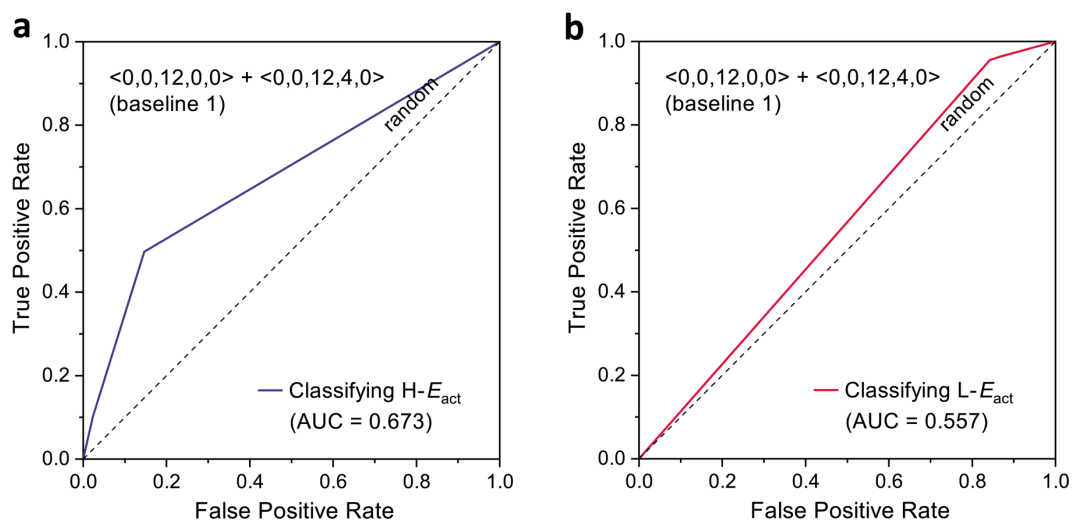 a
1.0
0.8
0.6
0.4
0.2
0.0
True Positive Rate
<0,0,12,0,0> + <0,0,12,4,0>
(baseline 1)
random
Classifying H-Eact
(AUC = 0.673)
0.0 0.2 0.4 0.6 0.8 1.0
False Positive Rate
b
1.0
0.8
0.6
0.4
0.2
0.0
True Positive Rate
<0,0,12,0,0> + <0,0,12,4,0>
(baseline 1)
random
Classifying L-Eact
(AUC = 0.557)
0.0 0.2 0.4 0.6 0.8 1.0
False Positive Rate